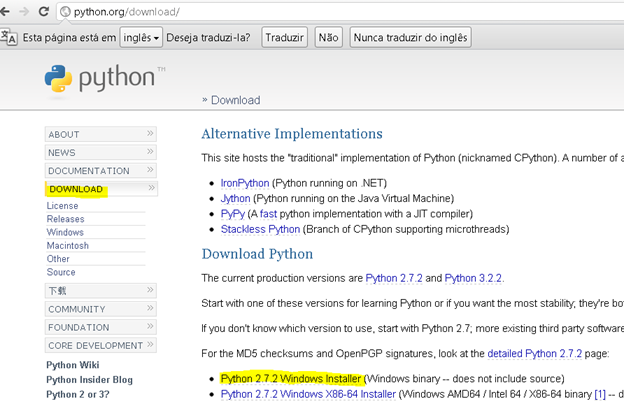 python.org/download/
Esta página está em inglês Deseja traduzi-la? Traduzir Não Nunca traduzir do inglês
python™
» Download
ABOUT »
NEWS »
DOCUMENTATION »
DOWNLOAD »
License
Releases
Windows
Macintosh
Other
Source
下载 »
COMMUNITY »
FOUNDATION »
CORE DEVELOPMENT »
Python Wiki
Python Insider Blog
Python 2 or 3?
Alternative Implementations
This site hosts the "traditional" implementation of Python (nicknamed CPython). A number of a
• IronPython (Python running on .NET)
• Jython (Python running on the Java Virtual Machine)
• PyPy (A fast python implementation with a JIT compiler)
• Stackless Python (Branch of CPython supporting microthreads)
Download Python
The current production versions are Python 2.7.2 and Python 3.2.2.
Start with one of these versions for learning Python or if you want the most stability; they're bo
If you don't know which version to use, start with Python 2.7; more existing third party software
For the MD5 checksums and OpenPGP signatures, look at the detailed Python 2.7.2 page:
• Python 2.7.2 Windows Installer (Windows binary -- does not include source)
• Python 2.7.2 Windows X86-64 Installer (Windows AMD64 / Intel 64 / X86-64 binary [1] -- d